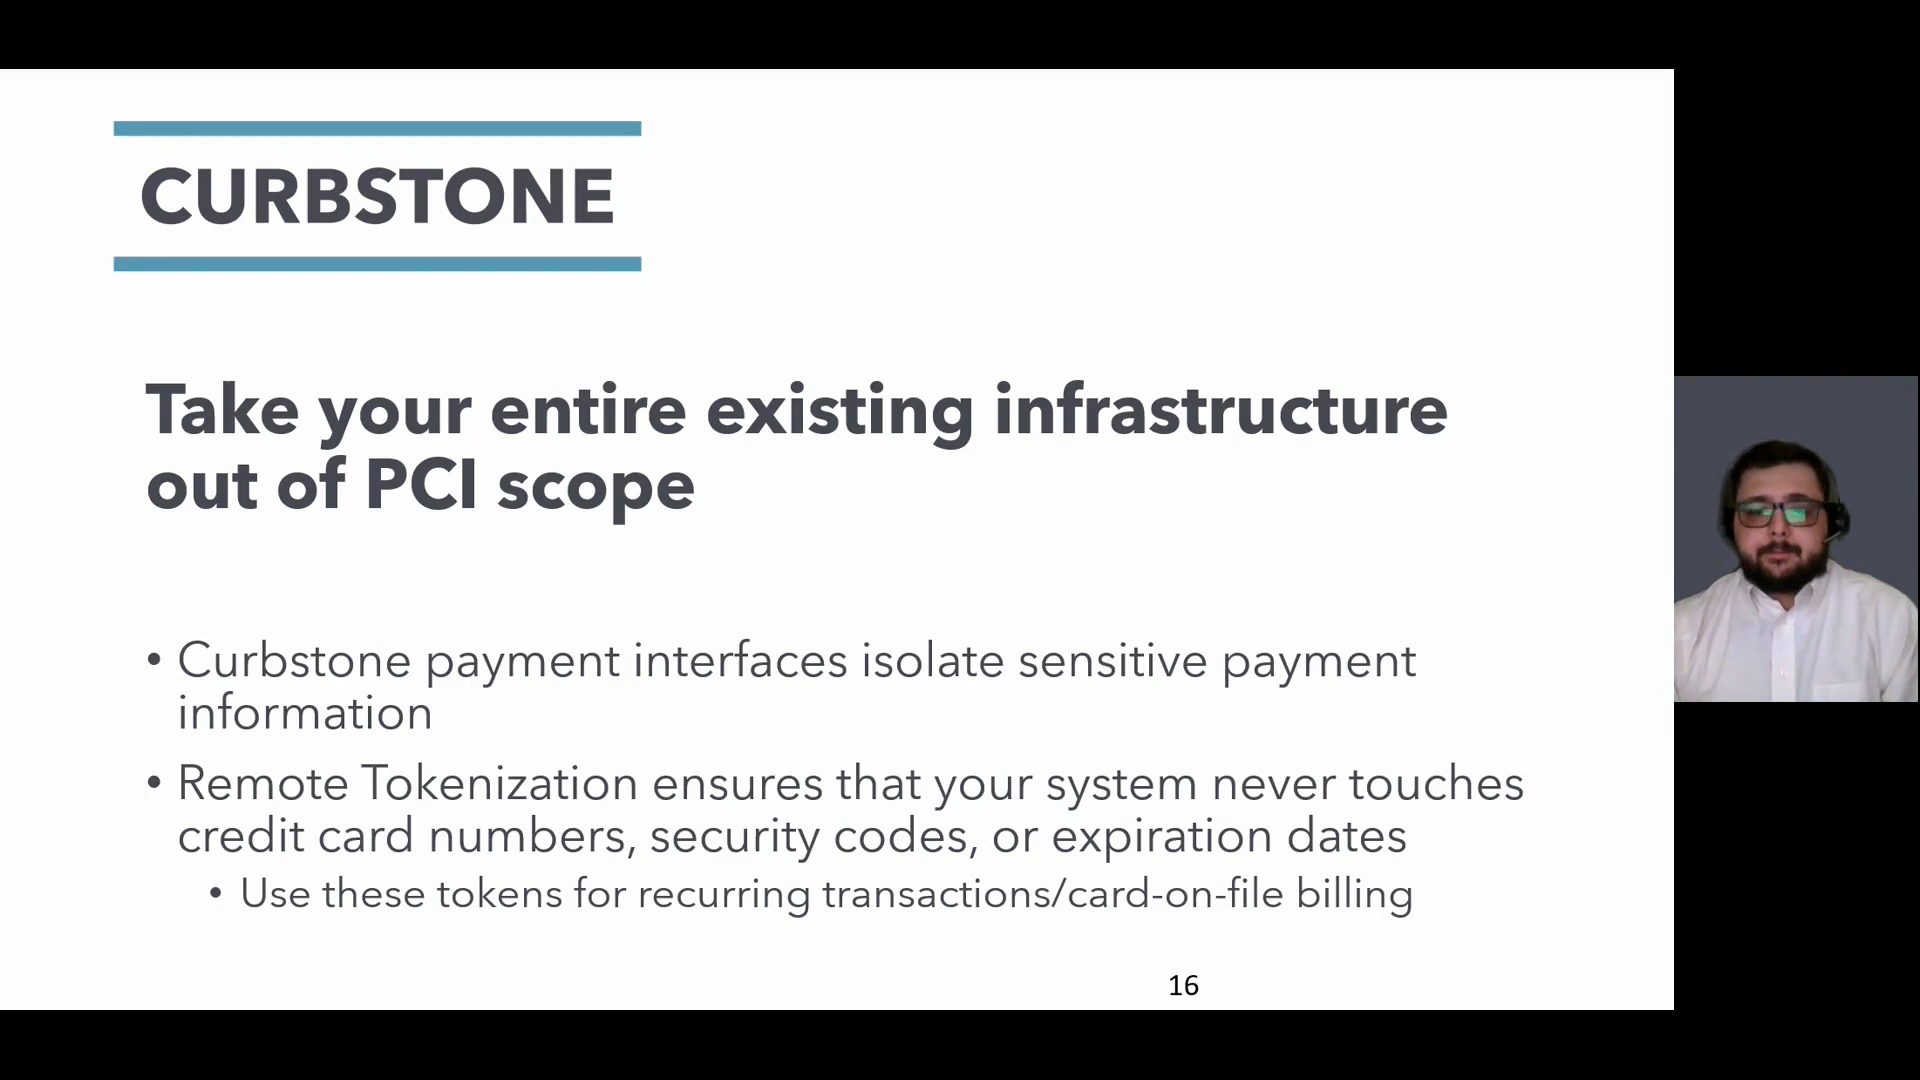 CURBSTONE
Take your entire existing infrastructure
out of PCI scope
• Curbstone payment interfaces isolate sensitive payment
information
• Remote Tokenization ensures that your system never touches
credit card numbers, security codes, or expiration dates
• Use these tokens for recurring transactions/card-on-file billing
16